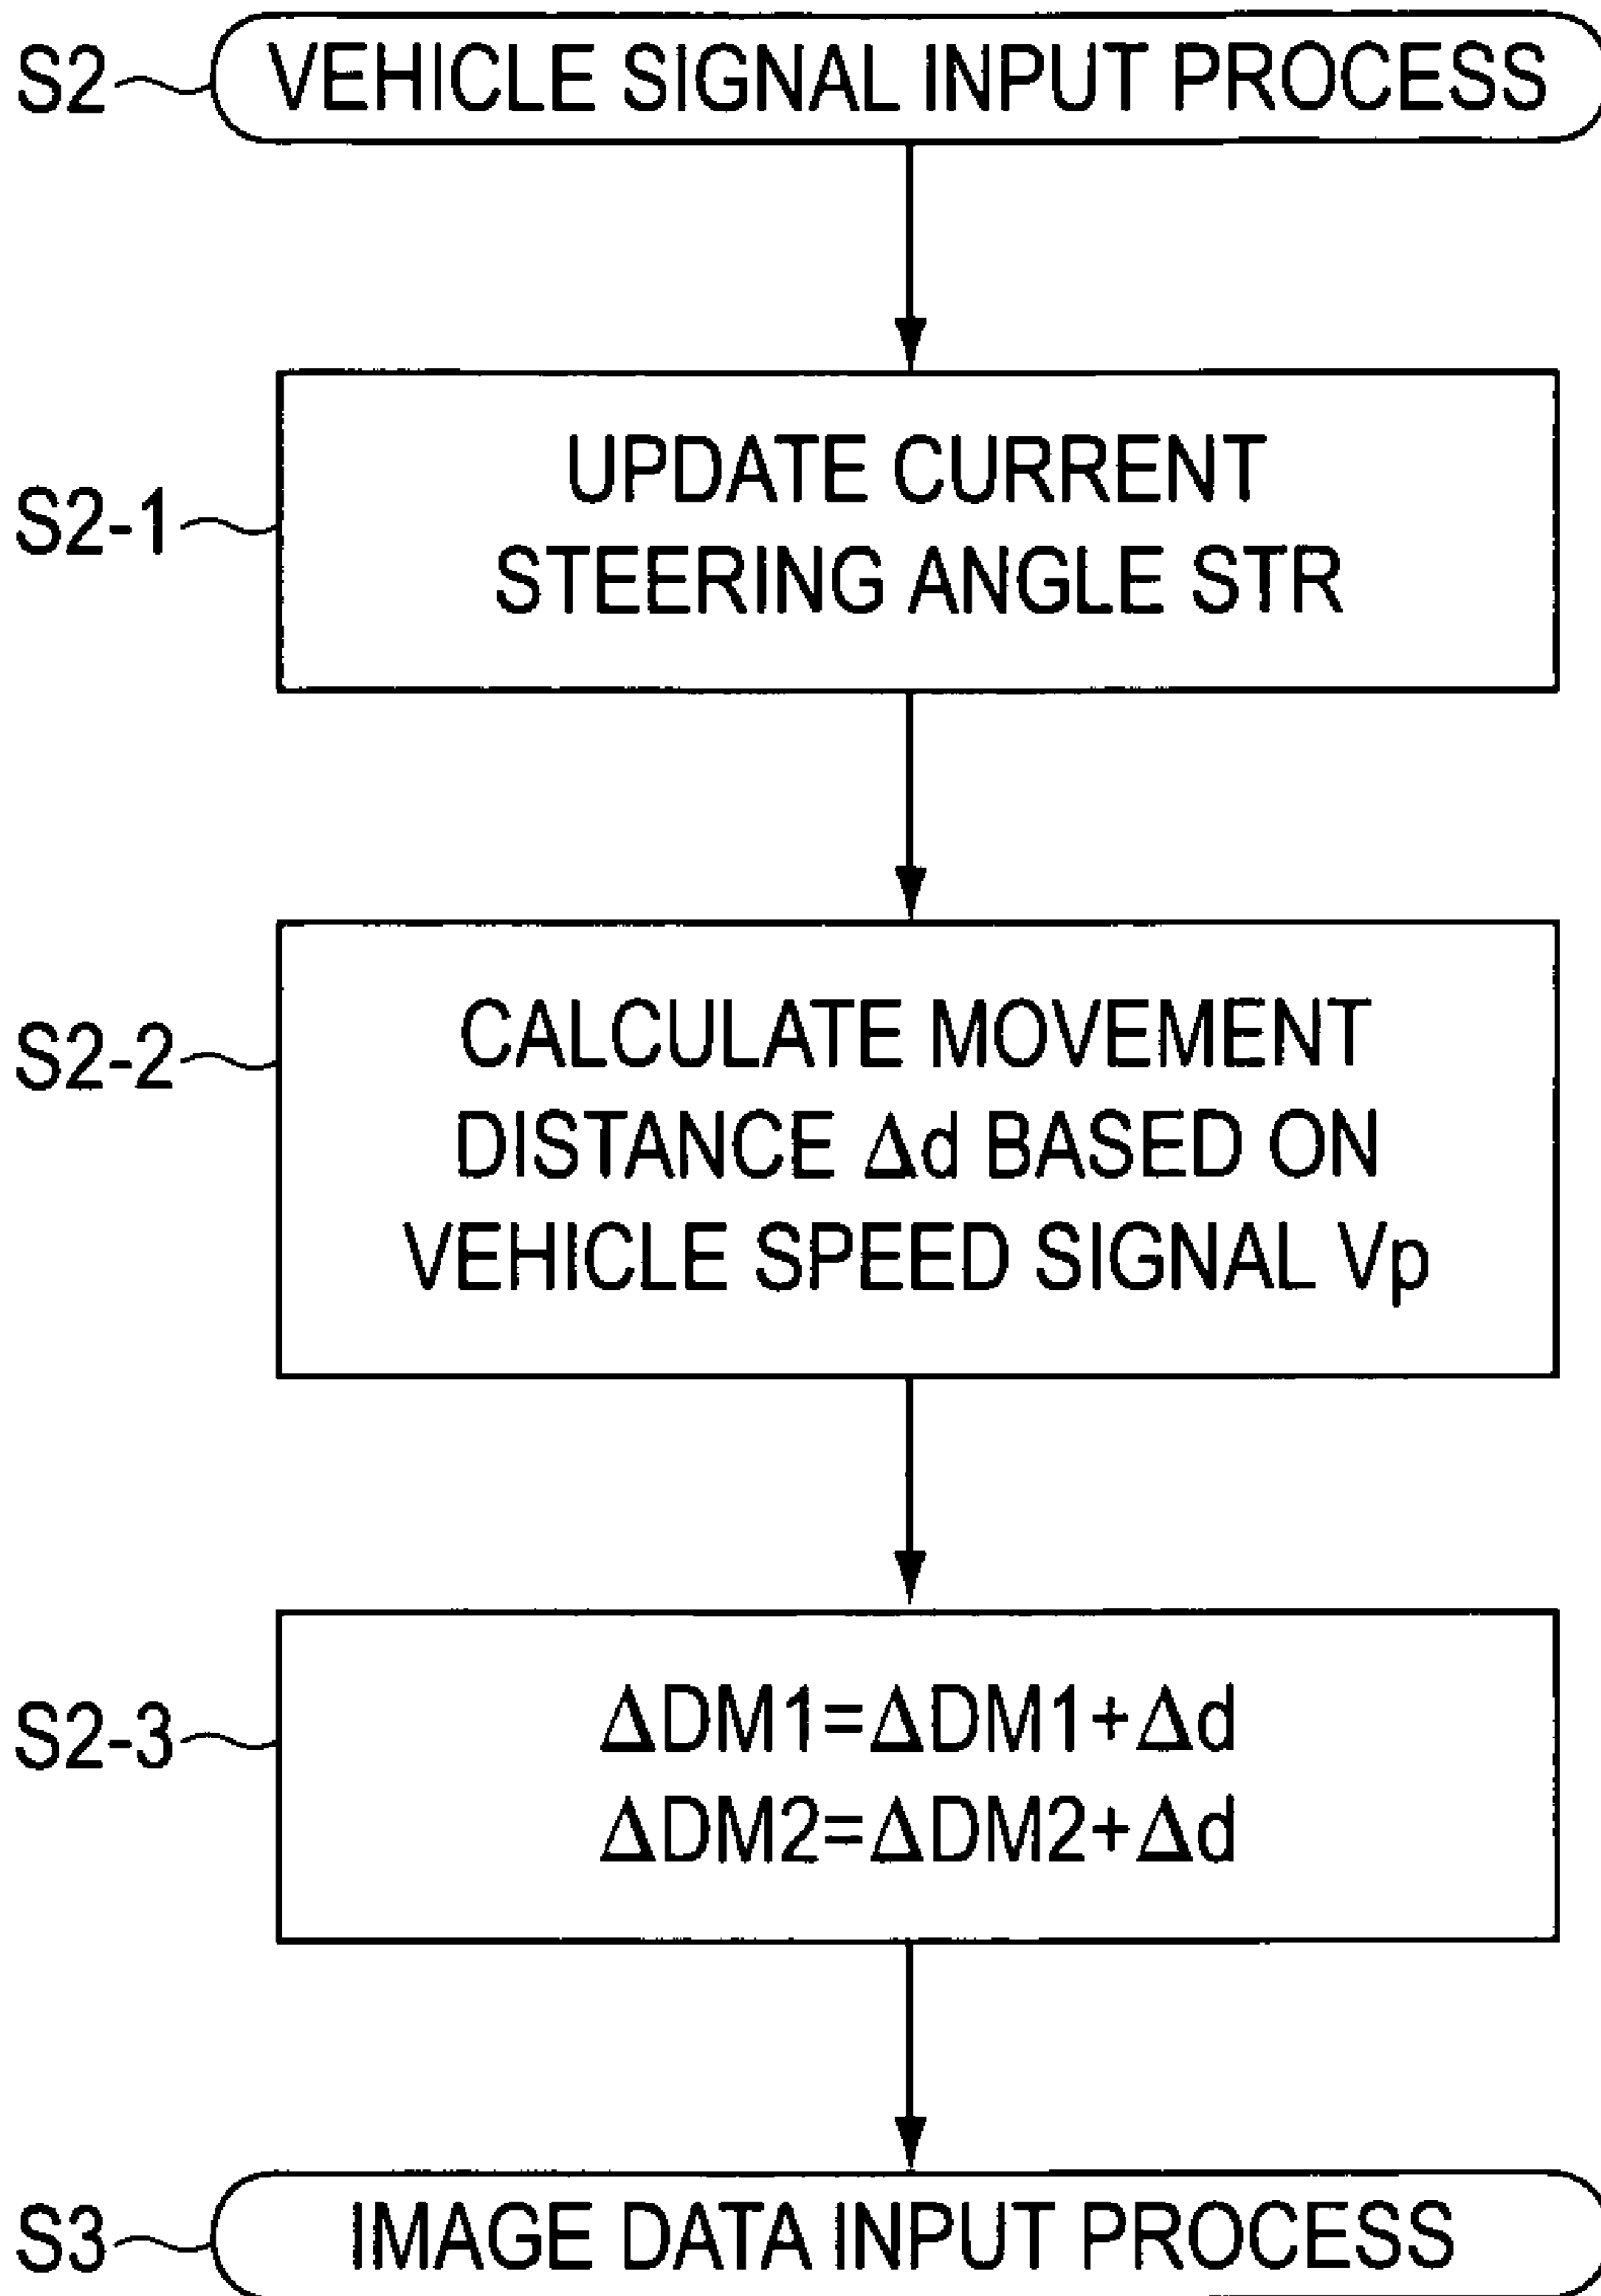 S2 VEHICLE SIGNAL INPUT PROCESS
S2-1
UPDATE CURRENT
STEERING ANGLE STR
S2-2
CALCULATE MOVEMENT
DISTANCE Δd BASED ON
VEHICLE SPEED SIGNAL Vp
S2-3
ΔDM1=ΔDM1+Δd
ΔDM2=ΔDM2+Δd
S3 IMAGE DATA INPUT PROCESS